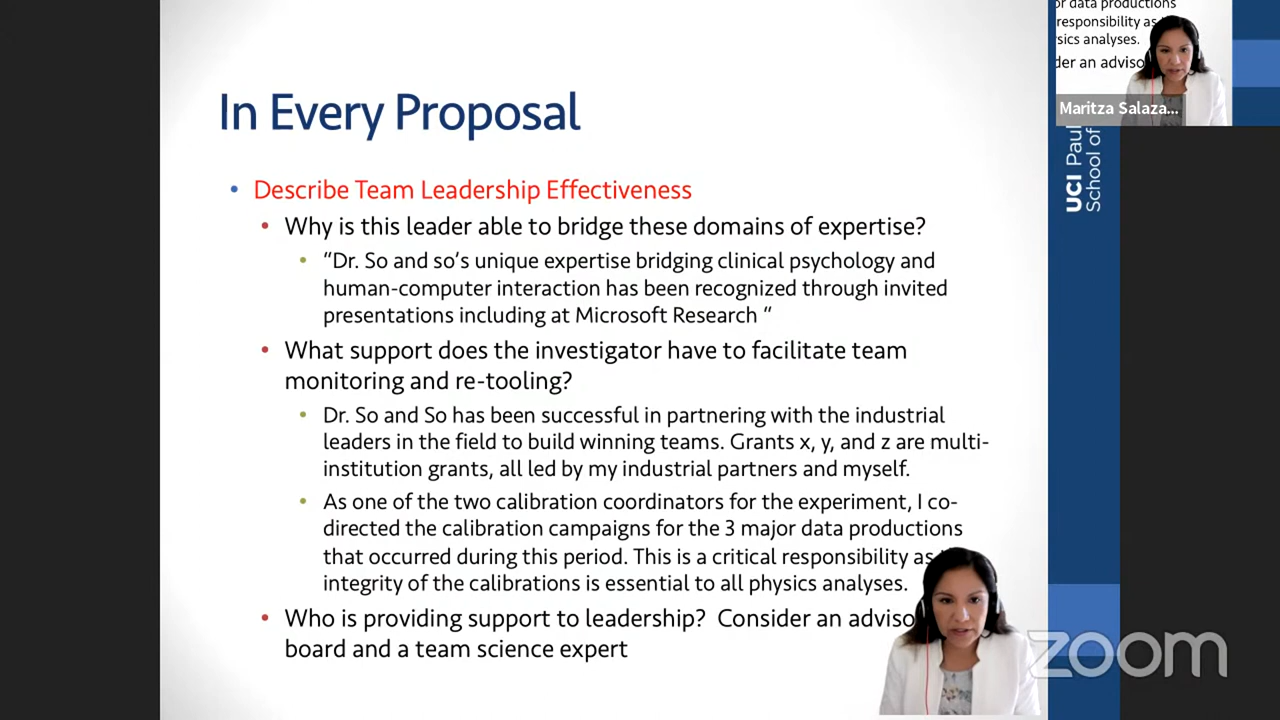 In Every Proposal
• Describe Team Leadership Effectiveness
• Why is this leader able to bridge these domains of expertise?
• “Dr. So and so’s unique expertise bridging clinical psychology and
human-computer interaction has been recognized through invited
presentations including at Microsoft Research “
• What support does the investigator have to facilitate team
monitoring and re-tooling?
• Dr. So and So has been successful in partnering with the industrial
leaders in the field to build winning teams. Grants x, y, and z are multi-
institution grants, all led by my industrial partners and myself.
• As one of the two calibration coordinators for the experiment, I co-
directed the calibration campaigns for the 3 major data productions
that occurred during this period. This is a critical responsibility as
integrity of the calibrations is essential to all physics analyses.
• Who is providing support to leadership? Consider an
board and a team science expert
data productions
responsibility as
analyses.
an
Maritza Salaza...
UCI Paul
School of
zoom